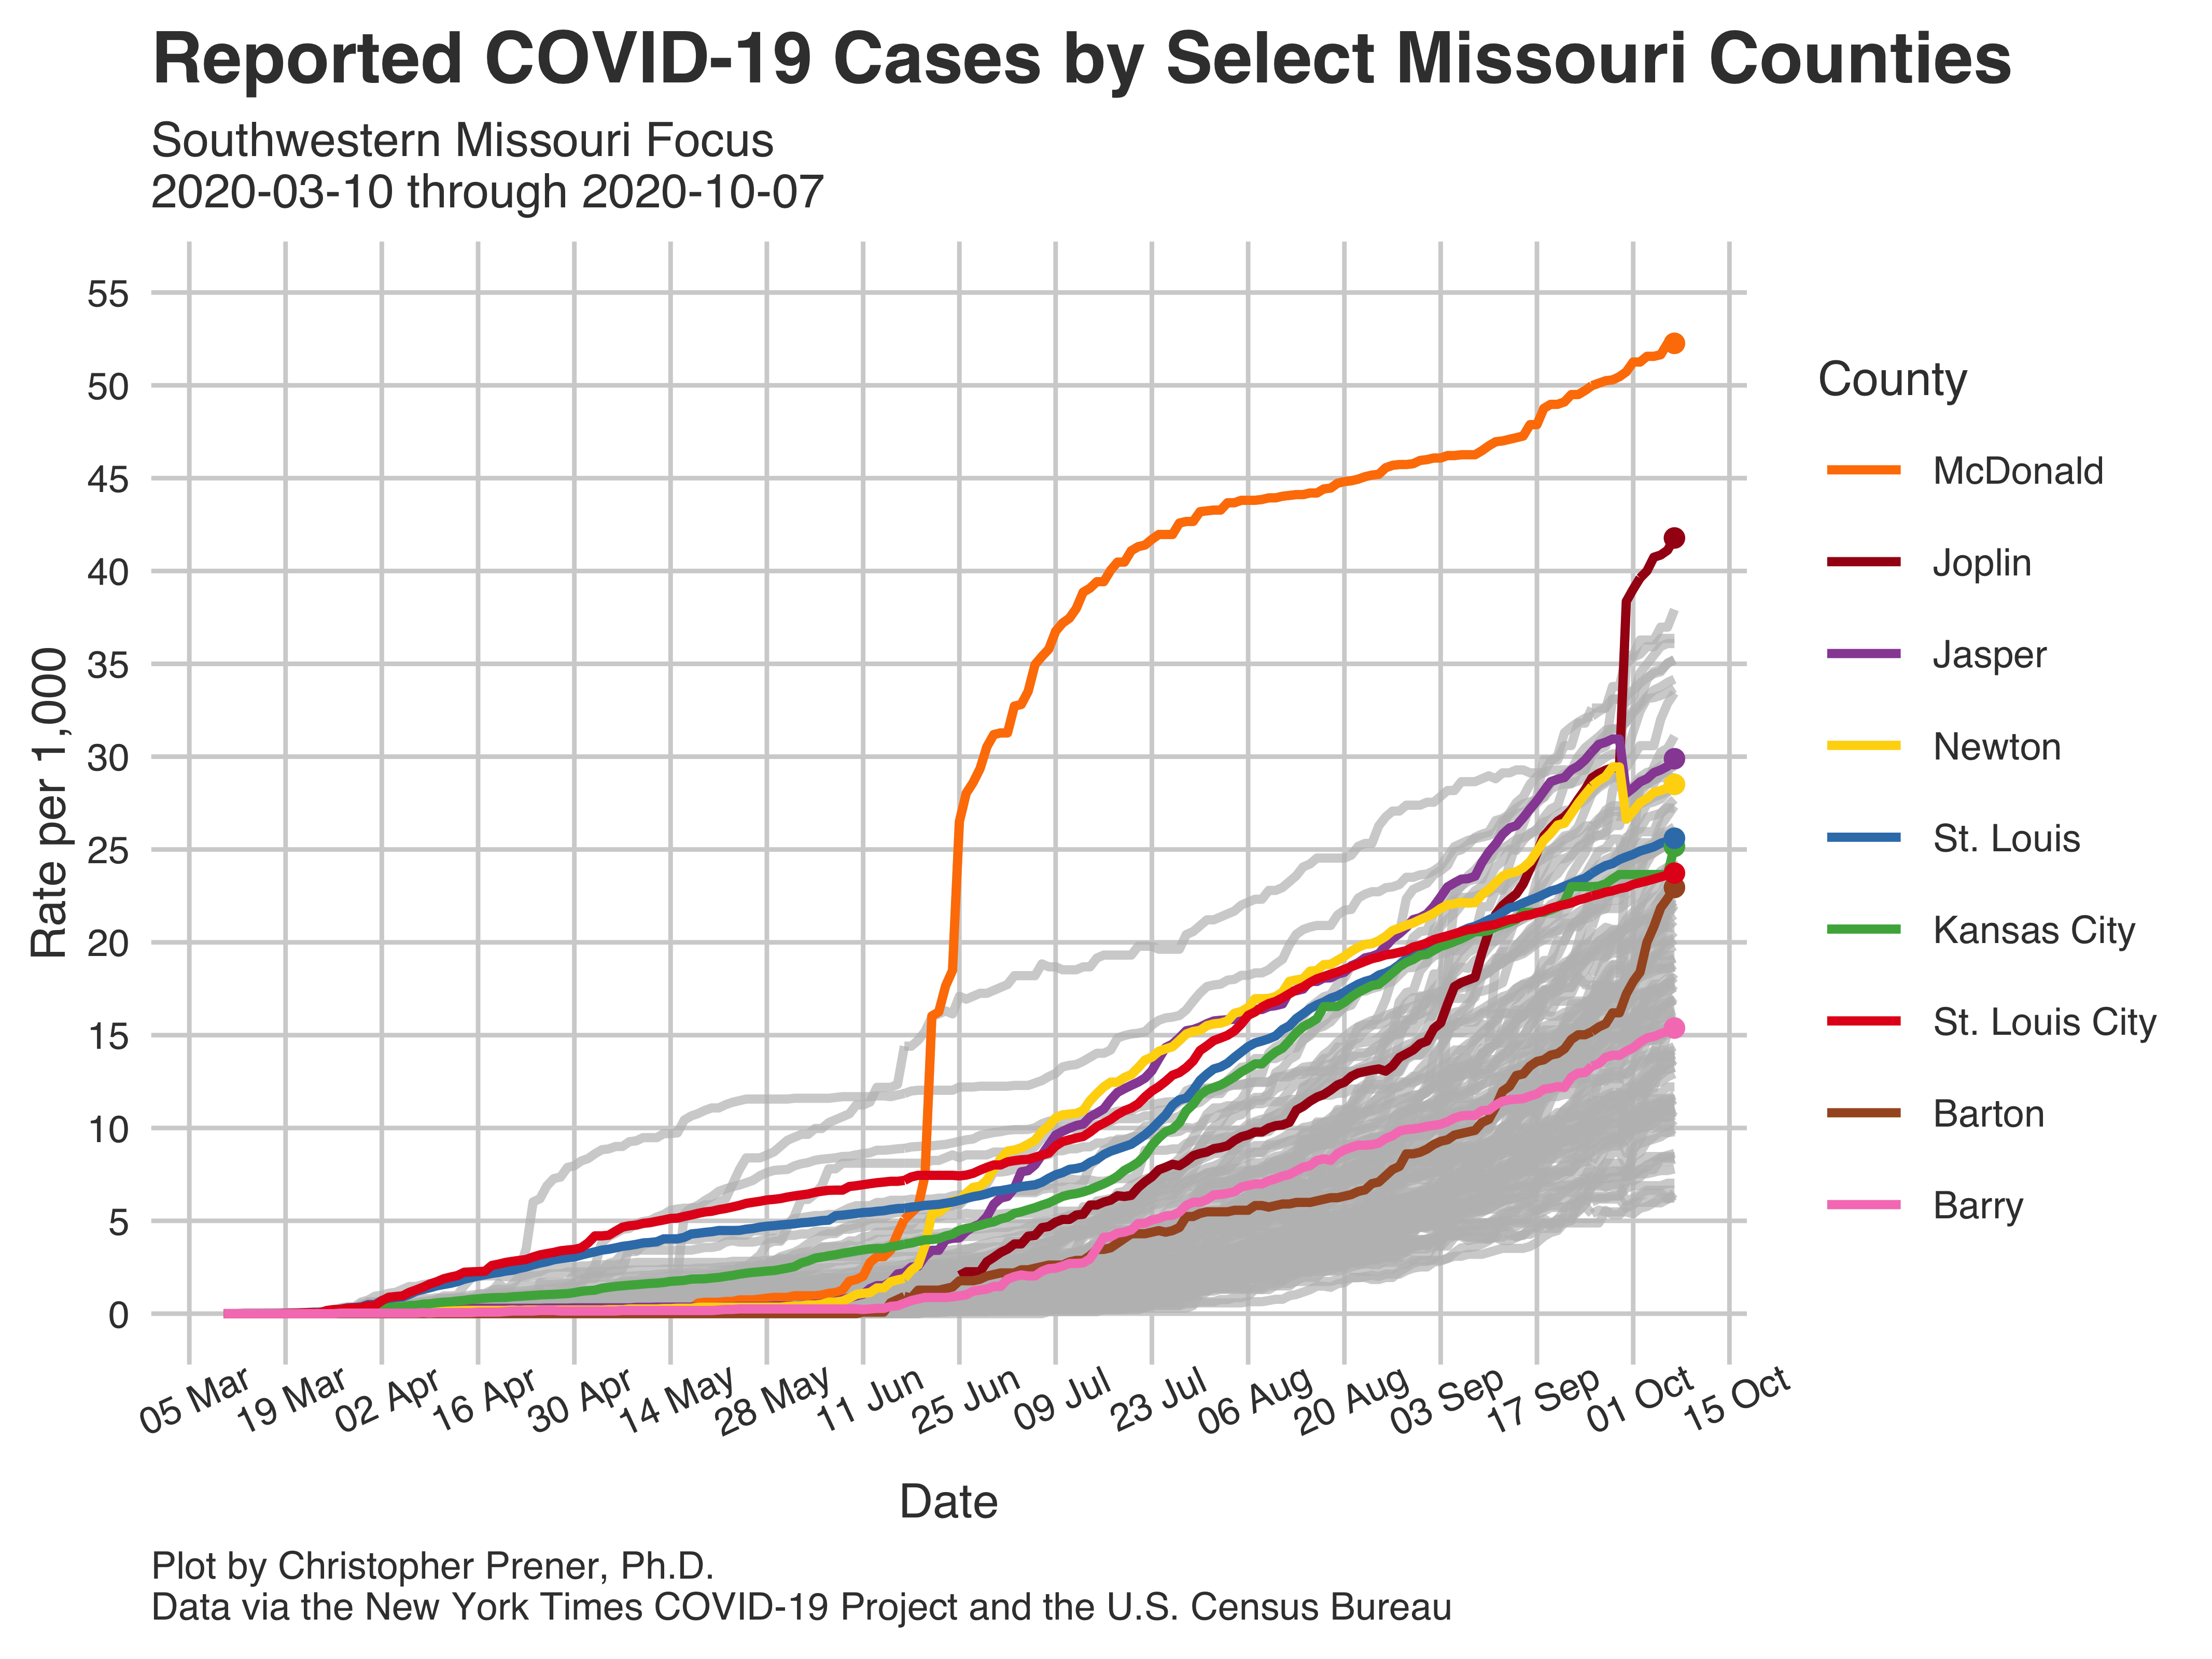 Reported COVID-19 Cases by Select Missouri Counties
Southwestern Missouri Focus
2020-03-10 through 2020-10-07
55
50
45
40
35
30
25
20
15
10
5
0
Rate per 1,000
05 Mar
19 Mar
02 Apr
16 Apr
30 Apr
14 May
28 May
11 Jun
25 Jun
09 Jul
23 Jul
06 Aug
20 Aug
03 Sep
17 Sep
01 Oct
15 Oct
Date
County
McDonald
Joplin
Jasper
Newton
St. Louis
Kansas City
St. Louis City
Barton
Barry
Plot by Christopher Prener, Ph.D.
Data via the New York Times COVID-19 Project and the U.S. Census Bureau